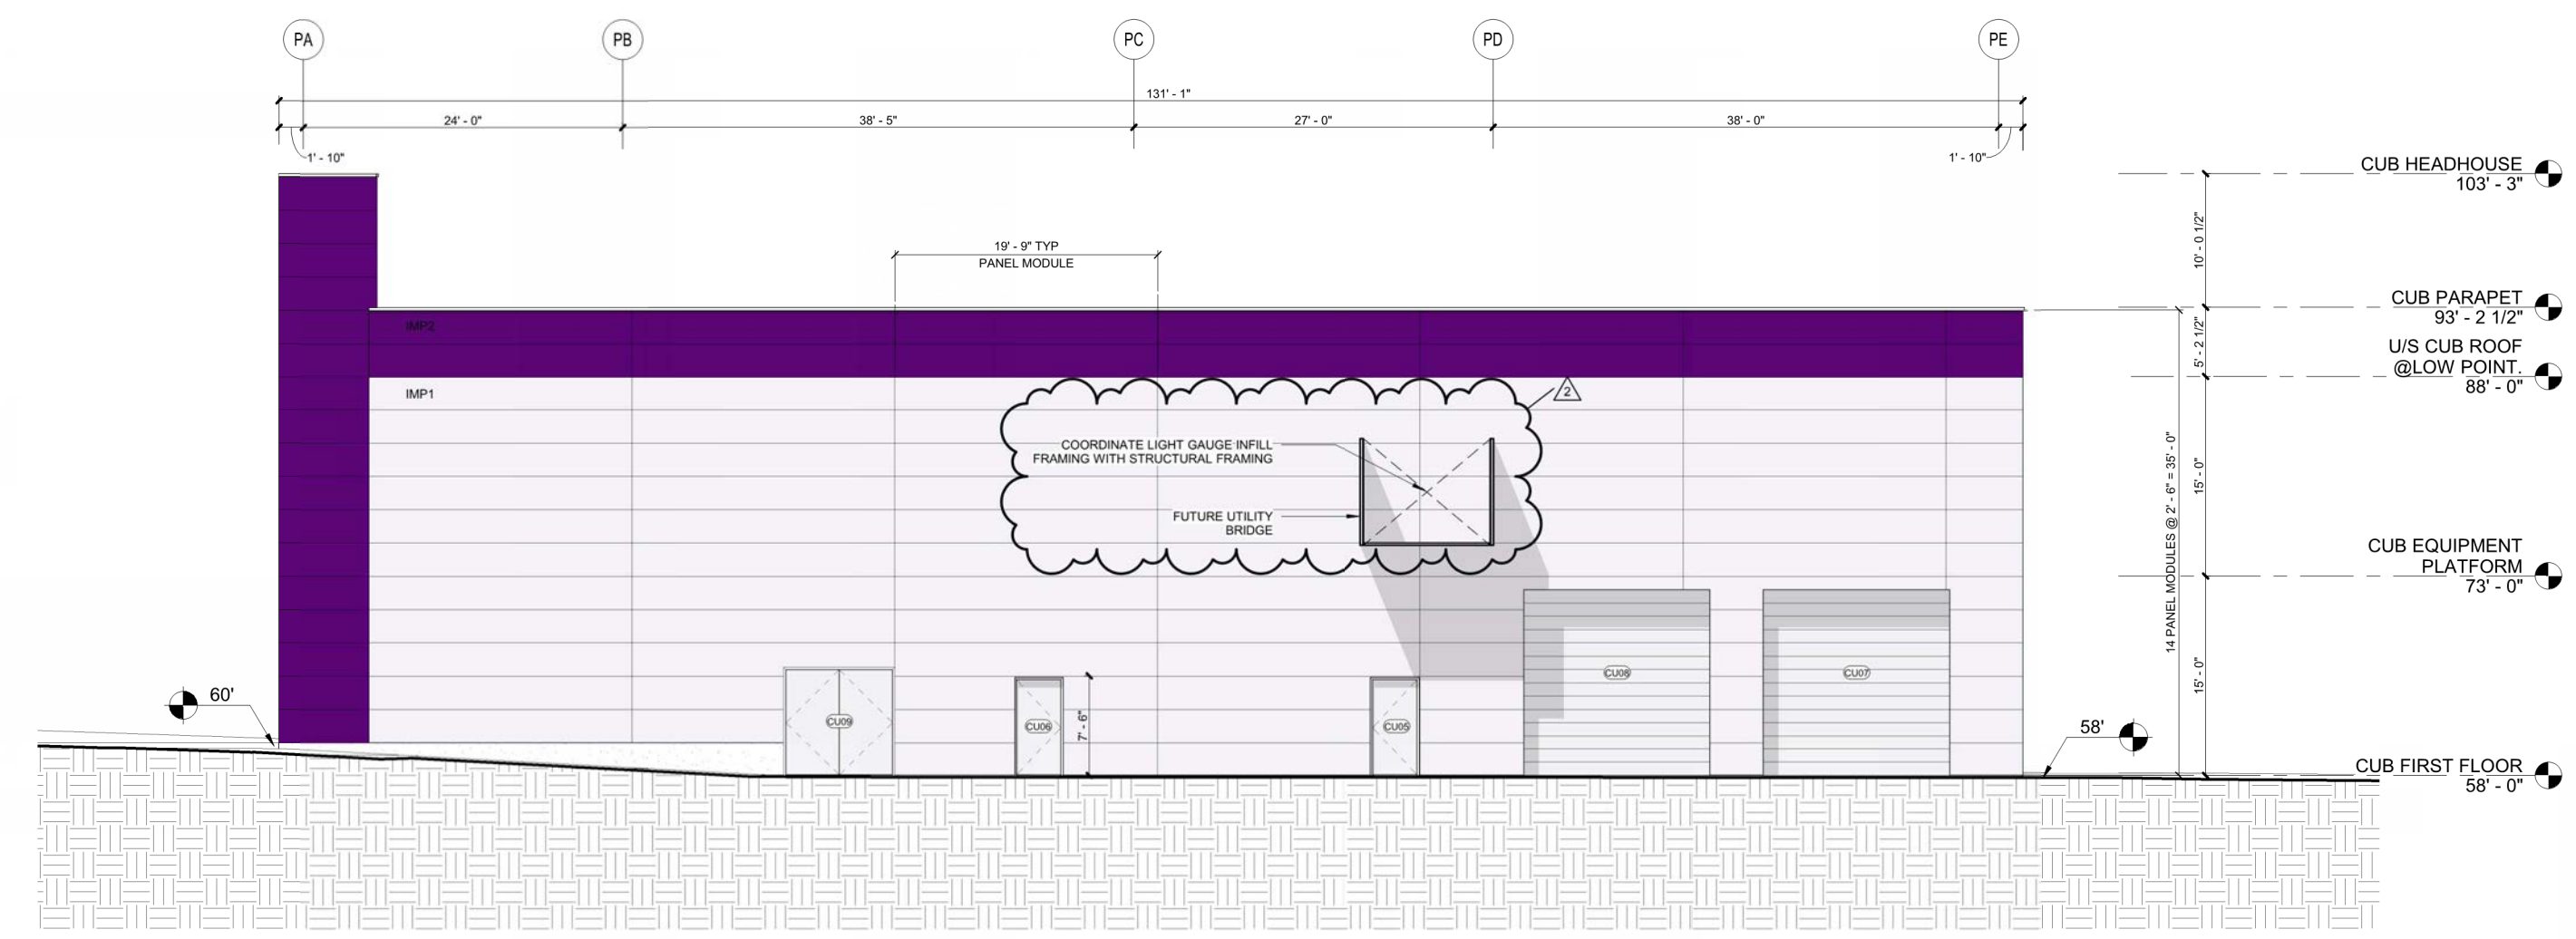 PA
PB
PC
PD
PE
131' - 1"
24' - 0"
38' - 5"
27' - 0"
38' - 0"
1' - 10"
1' - 10"
CUB HEADHOUSE
103' - 3"
10' - 0 1/2"
19' - 9" TYP
PANEL MODULE
CUB PARAPET
93' - 2 1/2"
IMP2
5' - 2 1/2"
U/S CUB ROOF
@LOW POINT.
88' - 0"
IMP1
2
COORDINATE LIGHT GAUGE INFILL
FRAMING WITH STRUCTURAL FRAMING
FUTURE UTILITY
BRIDGE
15' - 0"
14 PANEL MODULES @ 2' - 6" = 35' - 0"
CUB EQUIPMENT
PLATFORM
73' - 0"
15' - 0"
CU08
CU07
60'
CU09
CU06
7' - 6"
CU05
58'
CUB FIRST FLOOR
58' - 0"